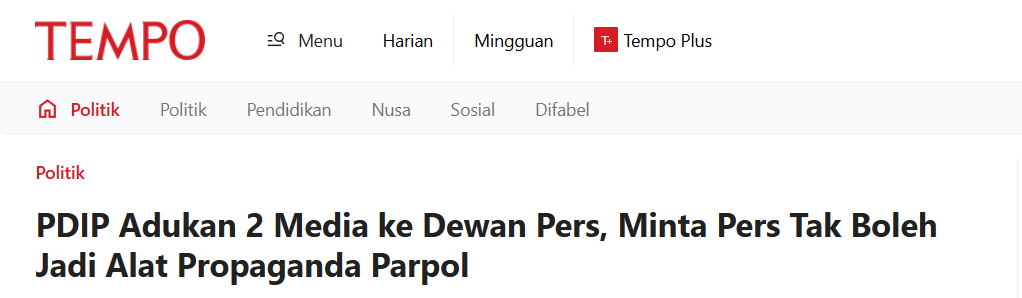 TEMPO Menu Harian Mingguan T+ Tempo Plus
Politik Politik Pendidikan Nusa Sosial Difabel
Politik
PDIP Adukan 2 Media ke Dewan Pers, Minta Pers Tak Boleh
Jadi Alat Propaganda Parpol